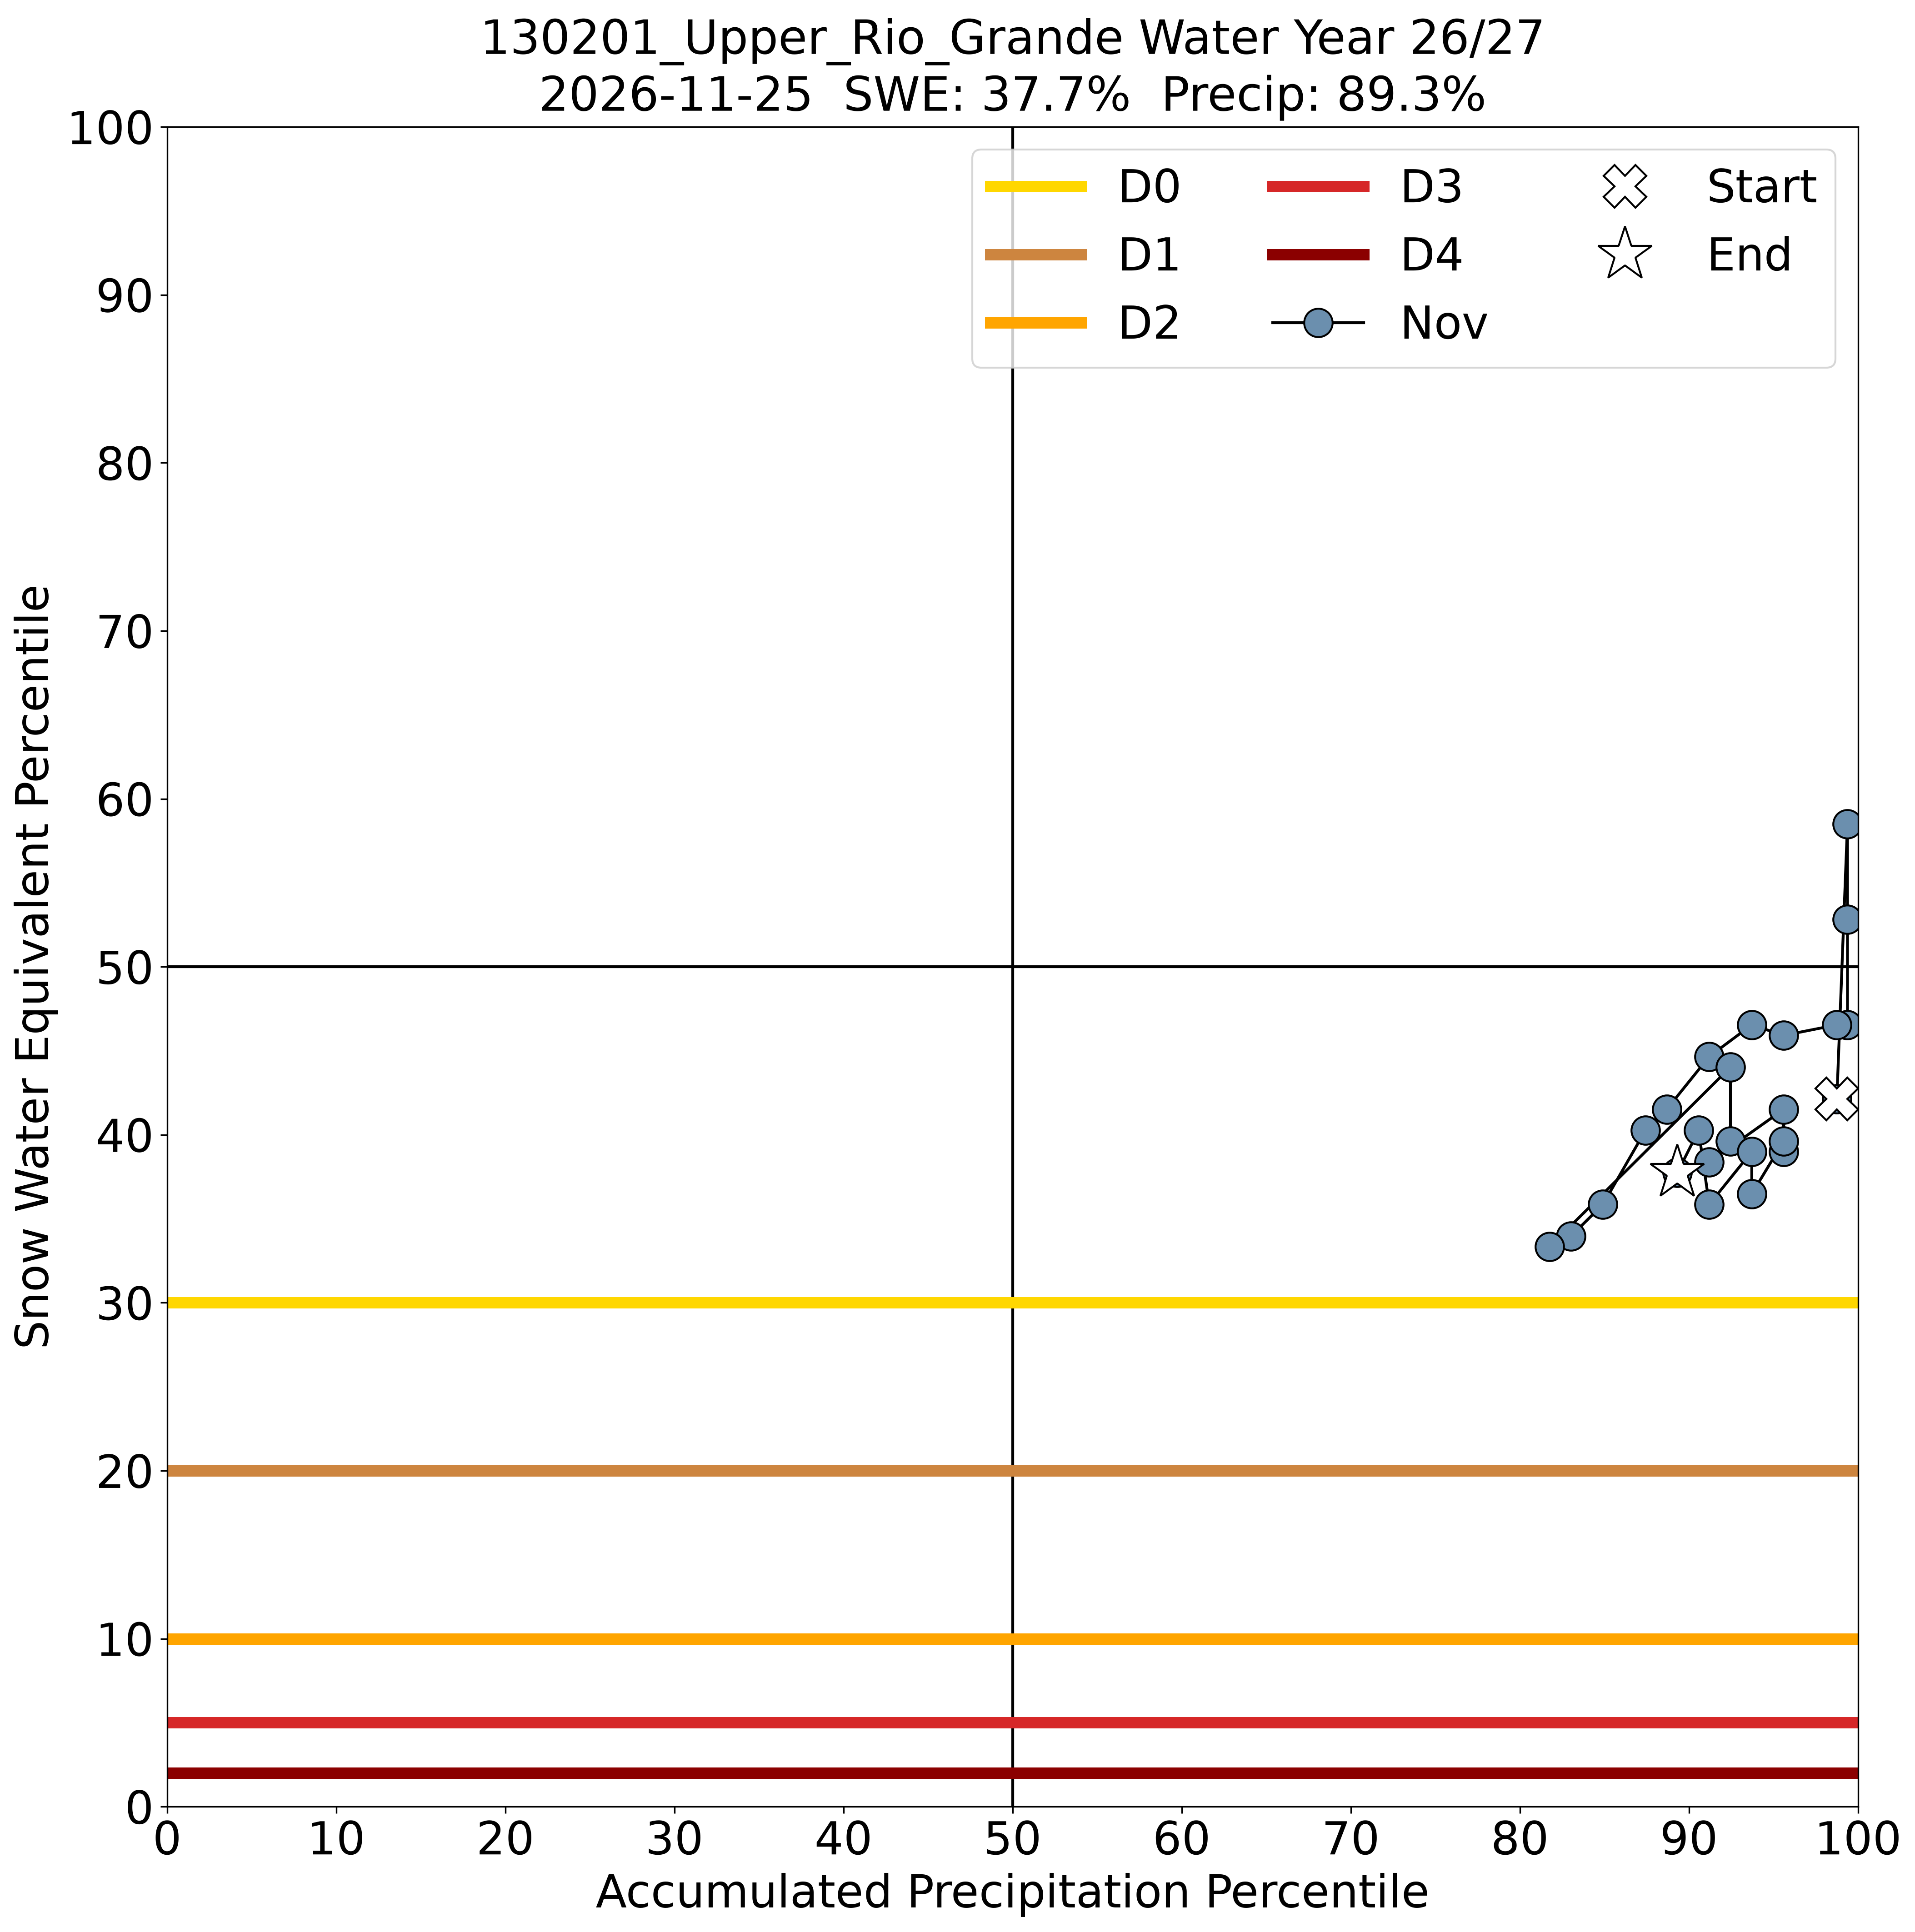 130201_Upper_Rio_Grande Water Year 26/27
2026-11-25  SWE: 37.7%  Precip: 89.3%
D0
D1
D2
D3
D4
Nov
Start
End
Snow Water Equivalent Percentile
100
90
80
70
60
50
40
30
20
10
0
0 10 20 30 40 50 60 70 80 90 100
Accumulated Precipitation Percentile